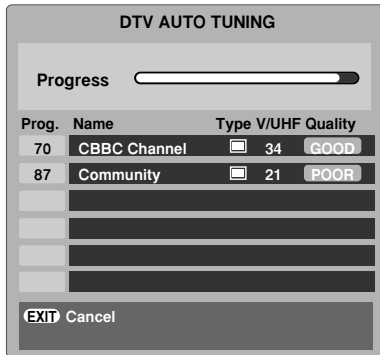 DTV AUTO TUNING
Progress
Prog. Name Type V/UHF Quality
70 CBBC Channel 34 GOOD
87 Community 21 POOR
EXIT Cancel